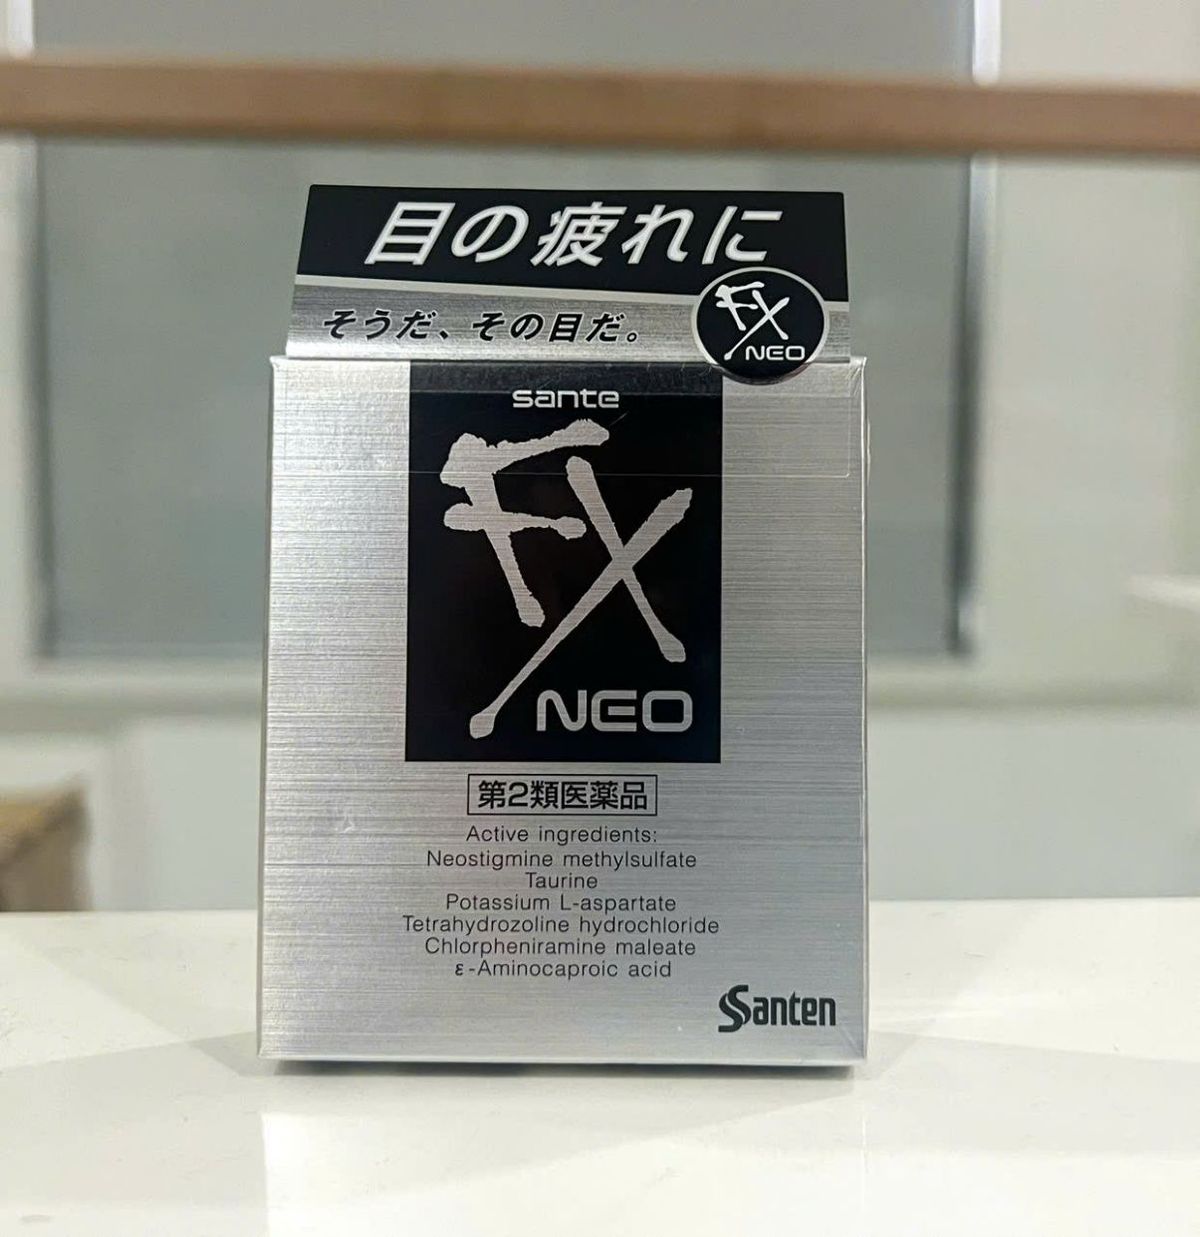 目の疲れに
そうだ、その目だ。
FX
NEO
sante
FX
NEO
第2類医薬品
Active ingredients:
Neostigmine methylsulfate
Taurine
Potassium L-aspartate
Tetrahydrozoline hydrochloride
Chlorpheniramine maleate
ε-Aminocaproic acid
Santen